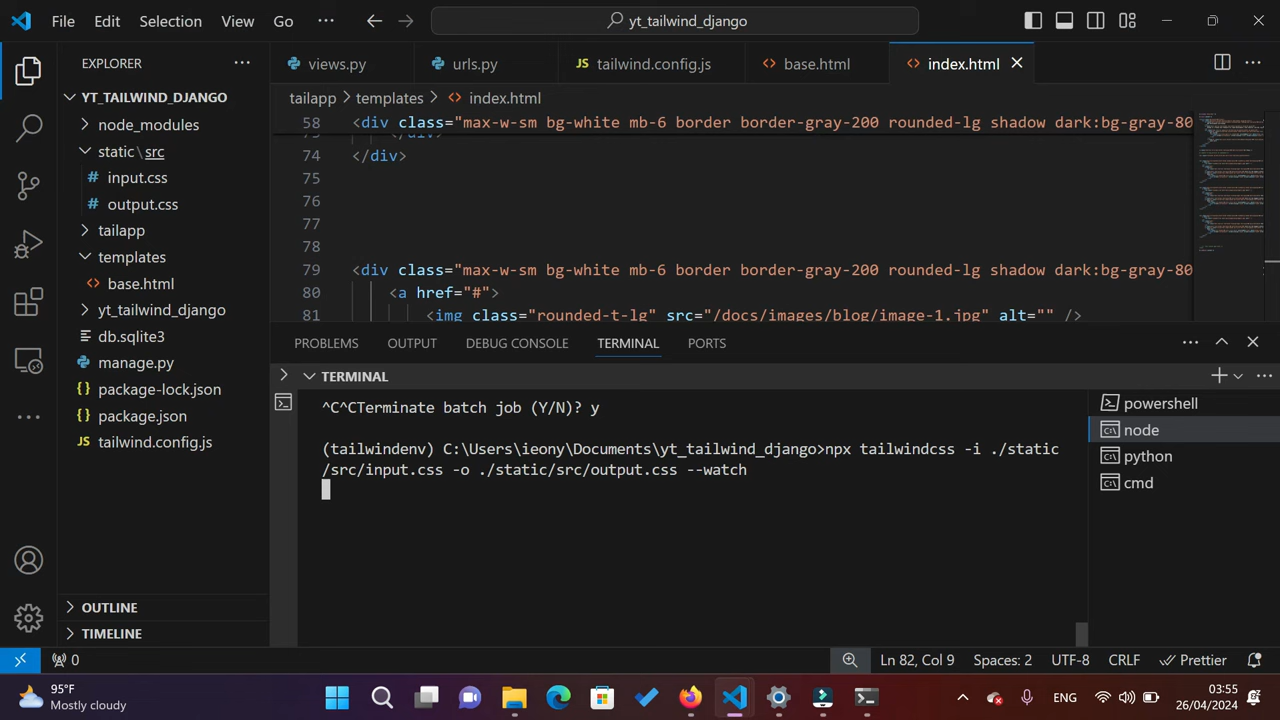 File Edit Selection View Go ··· yt_tailwind_django
EXPLORER
YT_TAILWIND_DJANGO
node_modules
static\src
# input.css
# output.css
tailapp
templates
<> base.html
yt_tailwind_django
db.sqlite3
manage.py
{} package-lock.json
{} package.json
JS tailwind.config.js
OUTLINE
TIMELINE
views.py urls.py JS tailwind.config.js <> base.html <> index.html
tailapp > templates > <> index.html
58 <div class="max-w-sm bg-white mb-6 border border-gray-200 rounded-lg shadow dark:bg-gray-80
74 </div>
75
76
77
78
79 <div class="max-w-sm bg-white mb-6 border border-gray-200 rounded-lg shadow dark:bg-gray-80
80 <a href="#">
81 <img class="rounded-t-lg" src="/docs/images/blog/image-1.jpg" alt="" />
PROBLEMS OUTPUT DEBUG CONSOLE TERMINAL PORTS
TERMINAL
^C^CTerminate batch job (Y/N)? y
(tailwindenv) C:\Users\ieony\Documents\yt_tailwind_django>npx tailwindcss -i ./static
/src/input.css -o ./static/src/output.css --watch
powershell
node
python
cmd
0 Ln 82, Col 9 Spaces: 2 UTF-8 CRLF Prettier
95°F
Mostly cloudy
ENG
03:55
26/04/2024